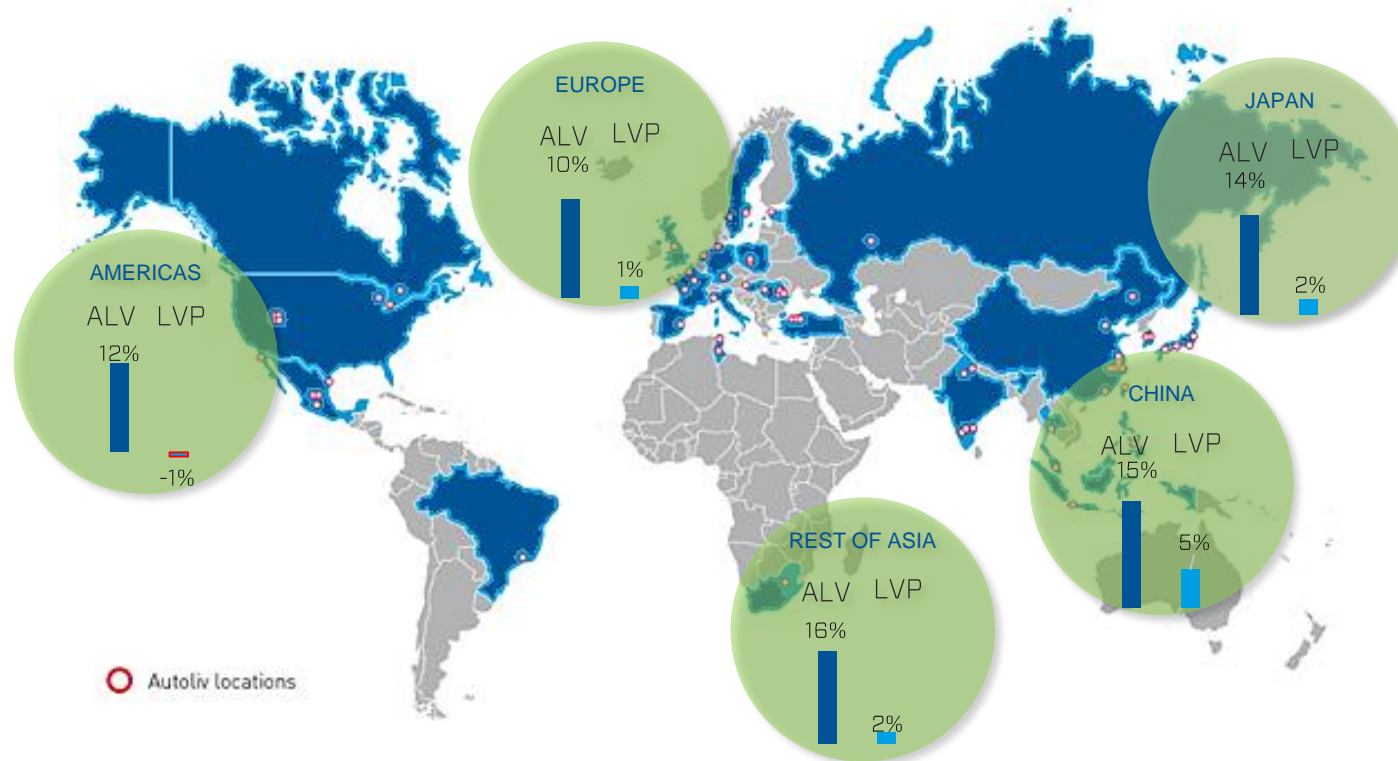 EUROPE
ALV LVP
10%
1%
JAPAN
ALV LVP
14%
2%
AMERICAS
ALV LVP
12%
-1%
CHINA
ALV LVP
15%
5%
REST OF ASIA
ALV LVP
16%
2%
Autoliv locations